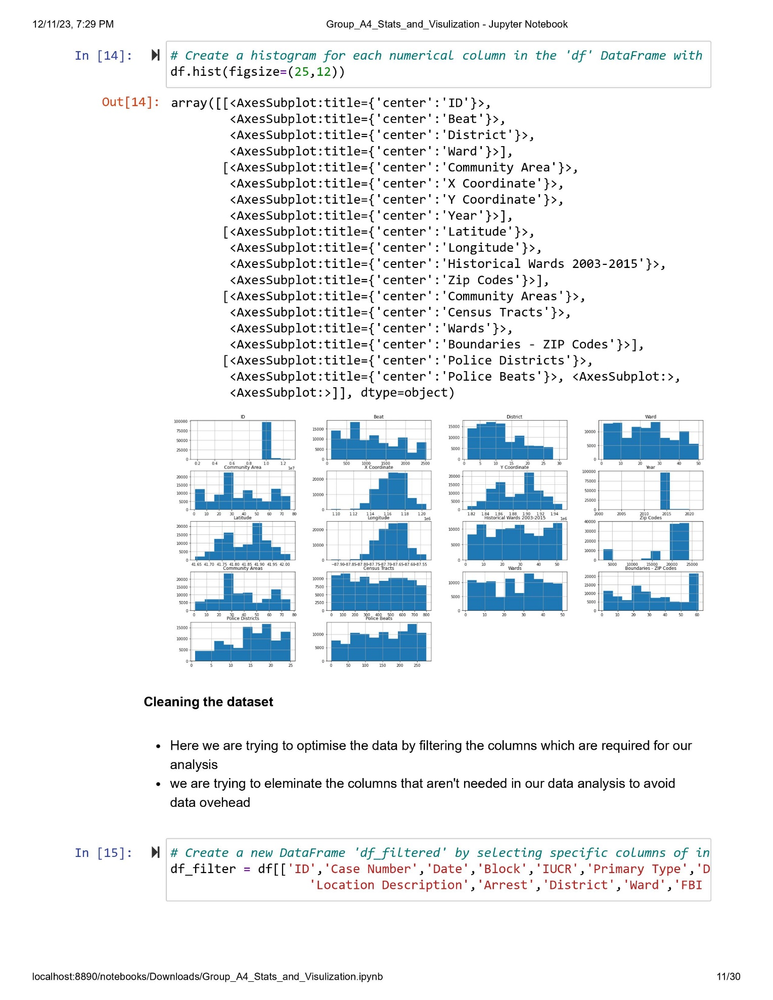 12/11/23, 7:29 PM
Group_A4_Stats_and_Visulization - Jupyter Notebook
In [14]:
# Create a histogram for each numerical column in the 'df' DataFrame with
df.hist(figsize=(25,12))
Out[14]:
array([[<AxesSubplot:title={'center':'ID'}>,
<AxesSubplot:title={'center':'Beat'}>,
<AxesSubplot:title={'center':'District'}>,
<AxesSubplot:title={'center':'Ward'}>],
[<AxesSubplot:title={'center':'Community Area'}>,
<AxesSubplot:title={'center':'X Coordinate'}>,
<AxesSubplot:title={'center':'Y Coordinate'}>,
<AxesSubplot:title={'center':'Year'}>],
[<AxesSubplot:title={'center':'Latitude'}>,
<AxesSubplot:title={'center':'Longitude'}>,
<AxesSubplot:title={'center':'Historical Wards 2003-2015'}>,
<AxesSubplot:title={'center':'Zip Codes'}>],
[<AxesSubplot:title={'center':'Community Areas'}>,
<AxesSubplot:title={'center':'Census Tracts'}>,
<AxesSubplot:title={'center':'Wards'}>,
<AxesSubplot:title={'center':'Boundaries - ZIP Codes'}>],
[<AxesSubplot:title={'center':'Police Districts'}>,
<AxesSubplot:title={'center':'Police Beats'}>, <AxesSubplot:>,
<AxesSubplot:>]], dtype=object)
ID
100000
75000
50000
25000
0
0.2 0.4 0.6 0.8 1.0 1.2
1e7
Beat
15000
10000
5000
0
0 500 1000 1500 2000 2500
District
15000
10000
5000
0
0 5 10 15 20 25 30
Ward
10000
5000
0
0 10 20 30 40 50
Community Area
20000
15000
10000
5000
0
0 10 20 30 40 50 60 70 80
X Coordinate
20000
10000
0
1.10 1.12 1.14 1.16 1.18 1.20
1e6
Y Coordinate
20000
15000
10000
5000
0
1.82 1.84 1.86 1.88 1.90 1.92 1.94
1e6
Year
100000
75000
50000
25000
0
2000 2005 2010 2015 2020
Latitude
20000
15000
10000
5000
0
41.65 41.70 41.75 41.80 41.85 41.90 41.95 42.00
Longitude
20000
10000
0
−87.90−87.85−87.80−87.75−87.70−87.65−87.60−87.55
Historical Wards 2003-2015
10000
5000
0
0 10 20 30 40 50
Zip Codes
40000
30000
20000
10000
0
5000 10000 15000 20000 25000
Community Areas
20000
15000
10000
5000
0
0 10 20 30 40 50 60 70 80
Census Tracts
10000
7500
5000
2500
0
0 100 200 300 400 500 600 700 800
Wards
10000
5000
0
0 10 20 30 40 50
Boundaries - ZIP Codes
20000
15000
10000
5000
0
0 10 20 30 40 50 60
Police Districts
15000
10000
5000
0
0 5 10 15 20 25
Police Beats
10000
5000
0
0 50 100 150 200 250
Cleaning the dataset
• Here we are trying to optimise the data by filtering the columns which are required for our
analysis
• we are trying to eleminate the columns that aren't needed in our data analysis to avoid
data ovehead
In [15]:
# Create a new DataFrame 'df_filtered' by selecting specific columns of in
df_filter = df[['ID','Case Number','Date','Block','IUCR','Primary Type','D
'Location Description','Arrest','District','Ward','FBI
localhost:8890/notebooks/Downloads/Group_A4_Stats_and_Visulization.ipynb
11/30